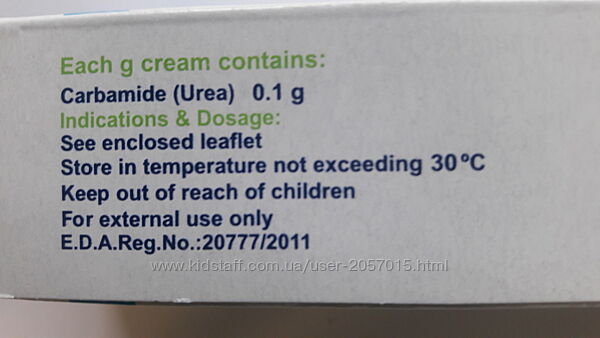 Each g cream contains:
Carbamide (Urea) 0.1 g
Indications & Dosage:
See enclosed leaflet
Store in temperature not exceeding 30ºC
Keep out of reach of children
For external use only
E.D.A.Reg.No.:20777/2011
www.kidstaff.com.ua/user-2057015.html